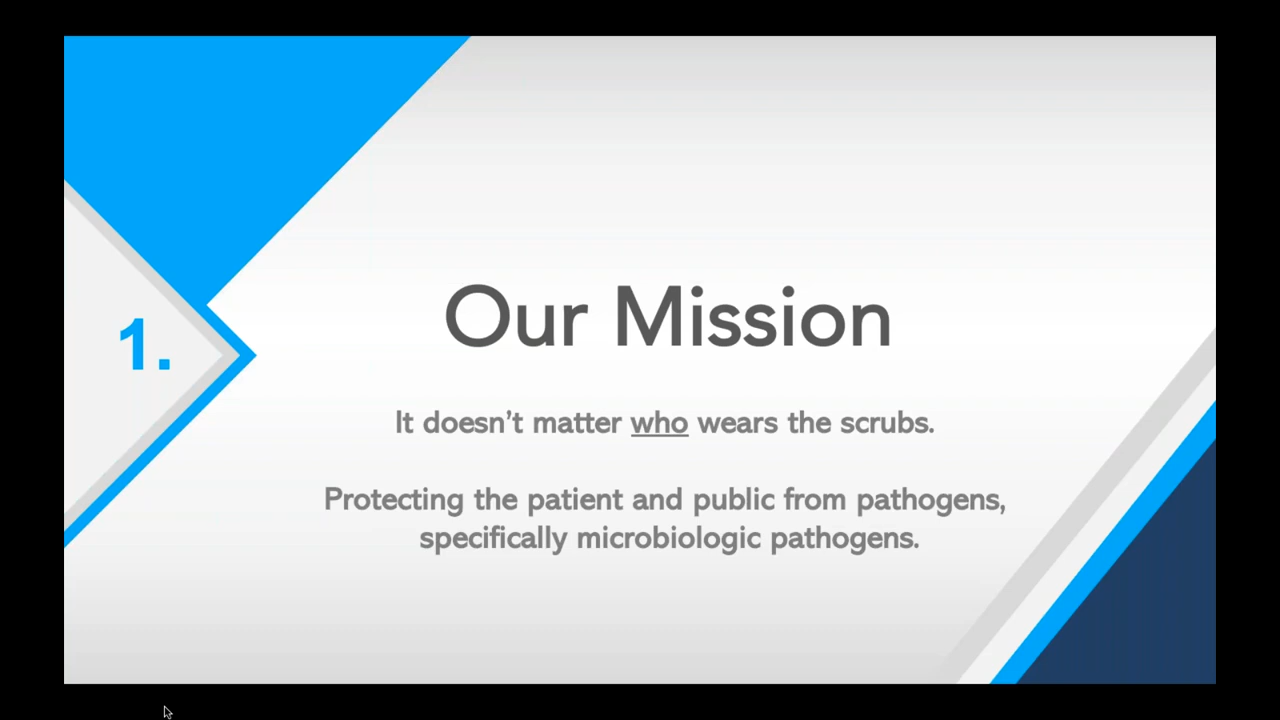 1.
Our Mission
It doesn’t matter who wears the scrubs.
Protecting the patient and public from pathogens,
specifically microbiologic pathogens.